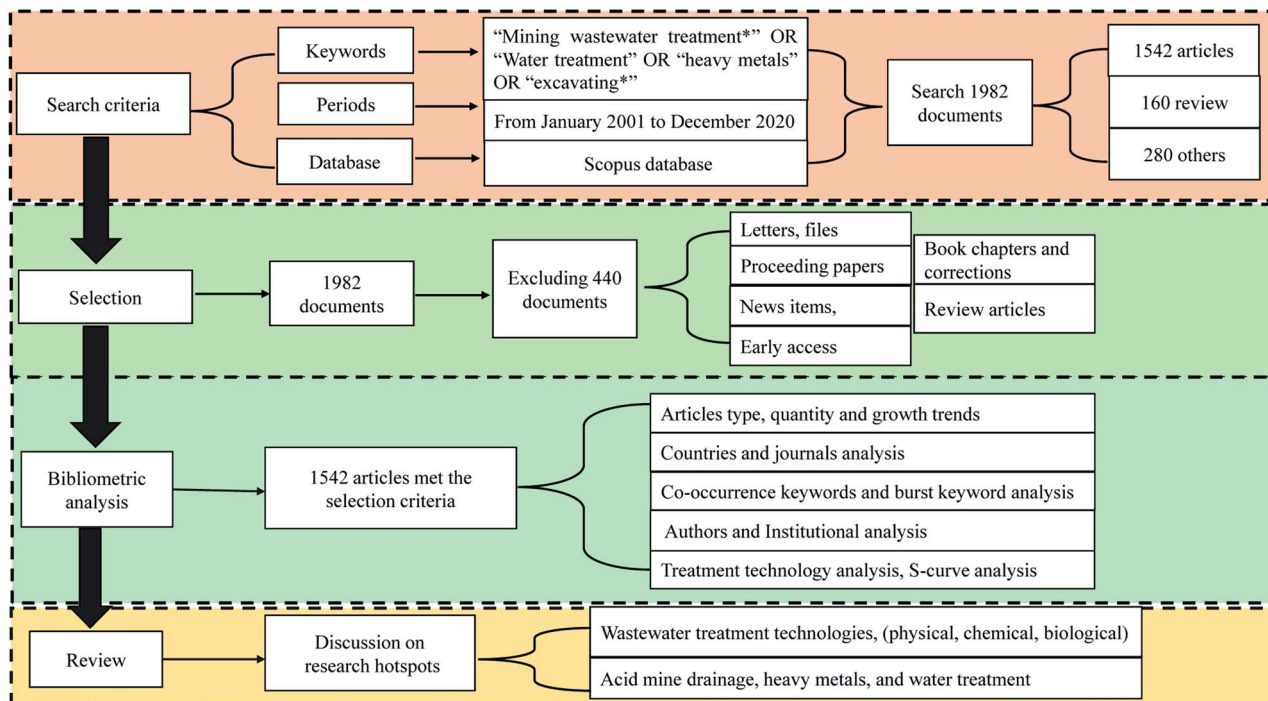 Search criteria
Keywords
Periods
Database
“Mining wastewater treatment*” OR
“Water treatment” OR “heavy metals”
OR “excavating*”
From January 2001 to December 2020
Scopus database
Search 1982
documents
1542 articles
160 review
280 others
Selection
1982
documents
Excluding 440
documents
Letters, files
Proceeding papers
News items,
Early access
Book chapters and
corrections
Review articles
Bibliometric
analysis
1542 articles met the
selection criteria
Articles type, quantity and growth trends
Countries and journals analysis
Co-occurrence keywords and burst keyword analysis
Authors and Institutional analysis
Treatment technology analysis, S-curve analysis
Review
Discussion on
research hotspots
Wastewater treatment technologies, (physical, chemical, biological)
Acid mine drainage, heavy metals, and water treatment